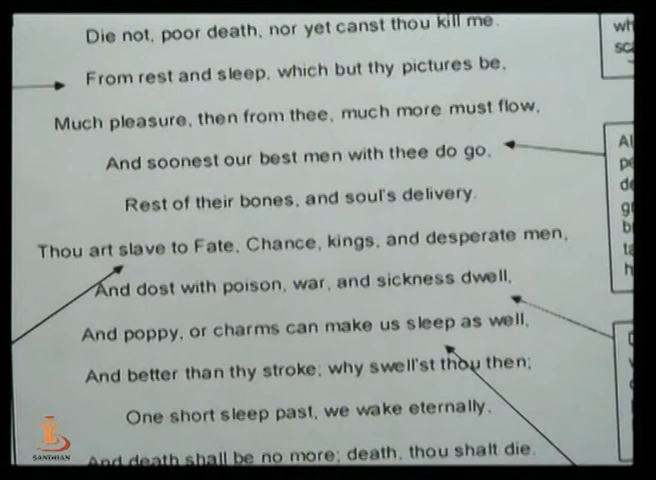 Die not, poor death, nor yet canst thou kill me.
From rest and sleep, which but thy pictures be,
Much pleasure, then from thee, much more must flow,
And soonest our best men with thee do go,
Rest of their bones, and soul's delivery.
Thou art slave to Fate, Chance, kings, and desperate men,
And dost with poison, war, and sickness dwell,
And poppy, or charms can make us sleep as well,
And better than thy stroke; why swell'st thou then;
One short sleep past, we wake eternally,
And death shall be no more; death, thou shalt die.
SANDHAN